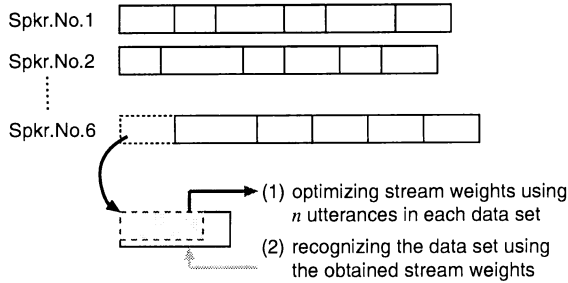 Spkr.No.1
Spkr.No.2
Spkr.No.6
(1) optimizing stream weights using
n utterances in each data set
(2) recognizing the data set using
the obtained stream weights